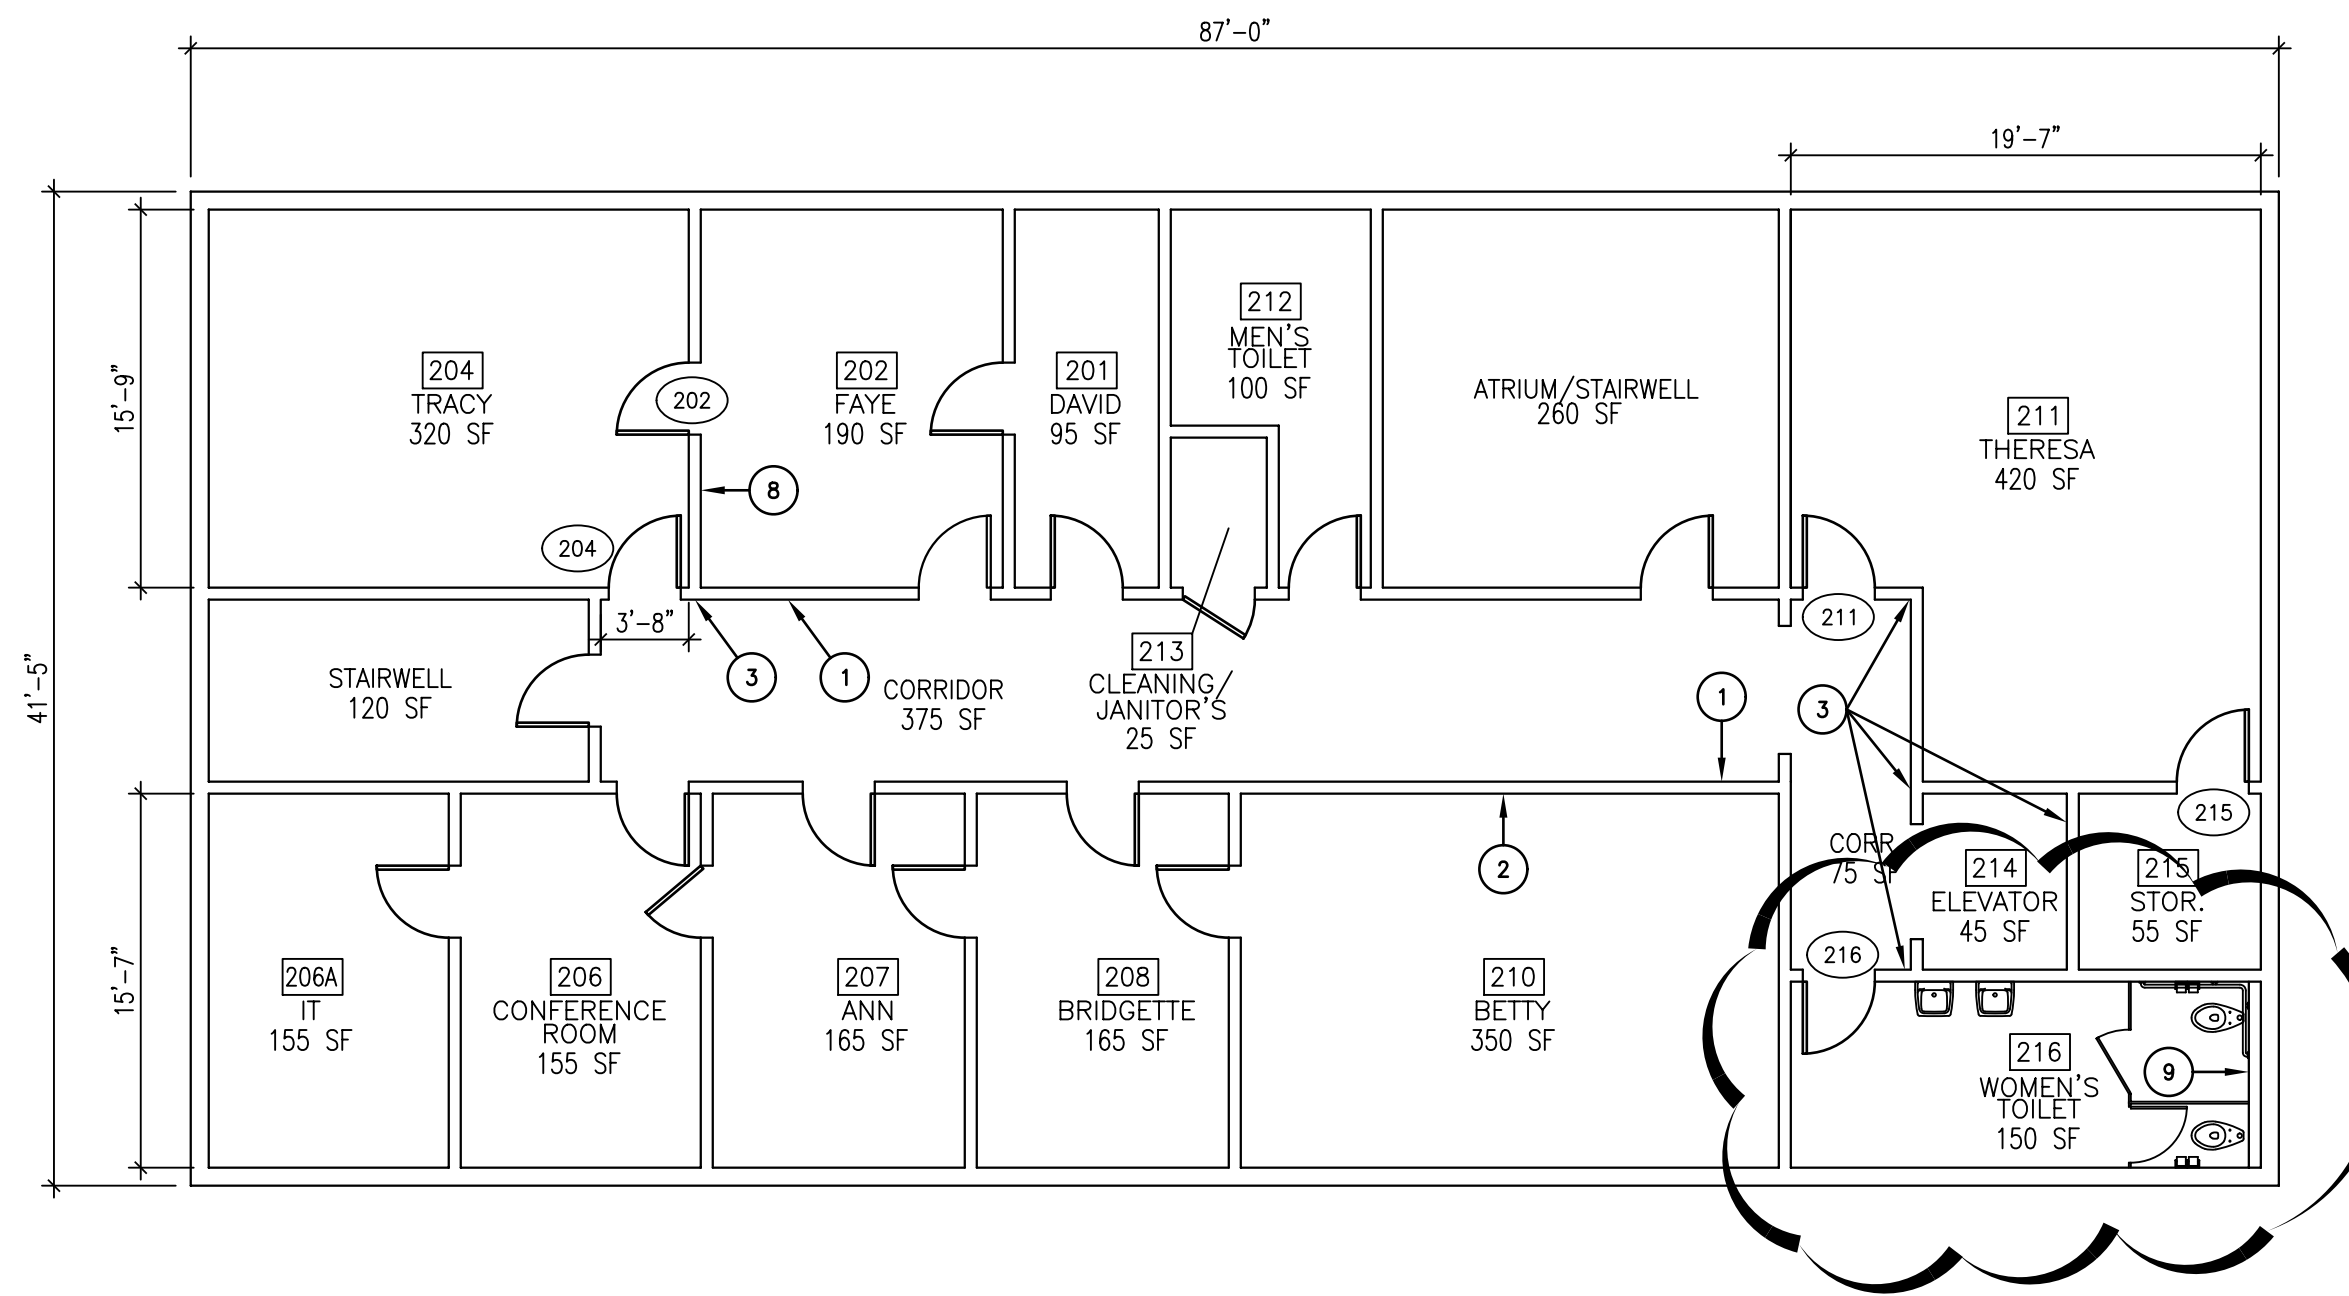 87'-0"
19'-7"
15'-9"
41'-5"
15'-7"
204
TRACY
320 SF
202
204
202
FAYE
190 SF
8
201
DAVID
95 SF
212
MEN'S
TOILET
100 SF
ATRIUM/STAIRWELL
260 SF
211
THERESA
420 SF
211
STAIRWELL
120 SF
3'-8"
3
1
CORRIDOR
375 SF
213
CLEANING/
JANITOR'S
25 SF
1
3
215
CORR
75 SF
214
ELEVATOR
45 SF
215
STOR.
55 SF
2
206A
IT
155 SF
206
CONFERENCE
ROOM
155 SF
207
ANN
165 SF
208
BRIDGETTE
165 SF
210
BETTY
350 SF
216
216
WOMEN'S
TOILET
150 SF
9